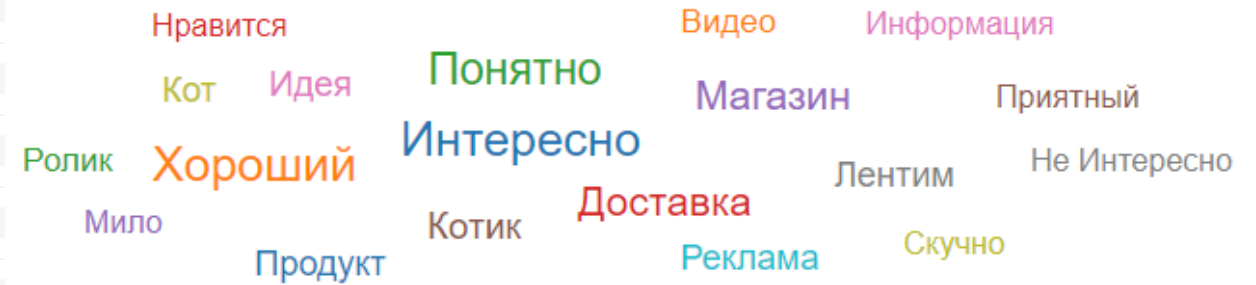 Нравится
Видео
Информация
Понятно
Кот
Идея
Магазин
Приятный
Интересно
Ролик
Хороший
Лентим
Не Интересно
Доставка
Мило
Котик
Продукт
Реклама
Скучно